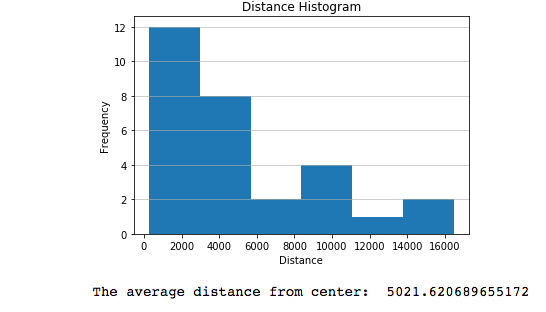 Distance Histogram
12
10
8
6
4
2
0
Frequency
0 2000 4000 6000 8000 10000 12000 14000 16000
Distance
The average distance from center:  5021.620689655172